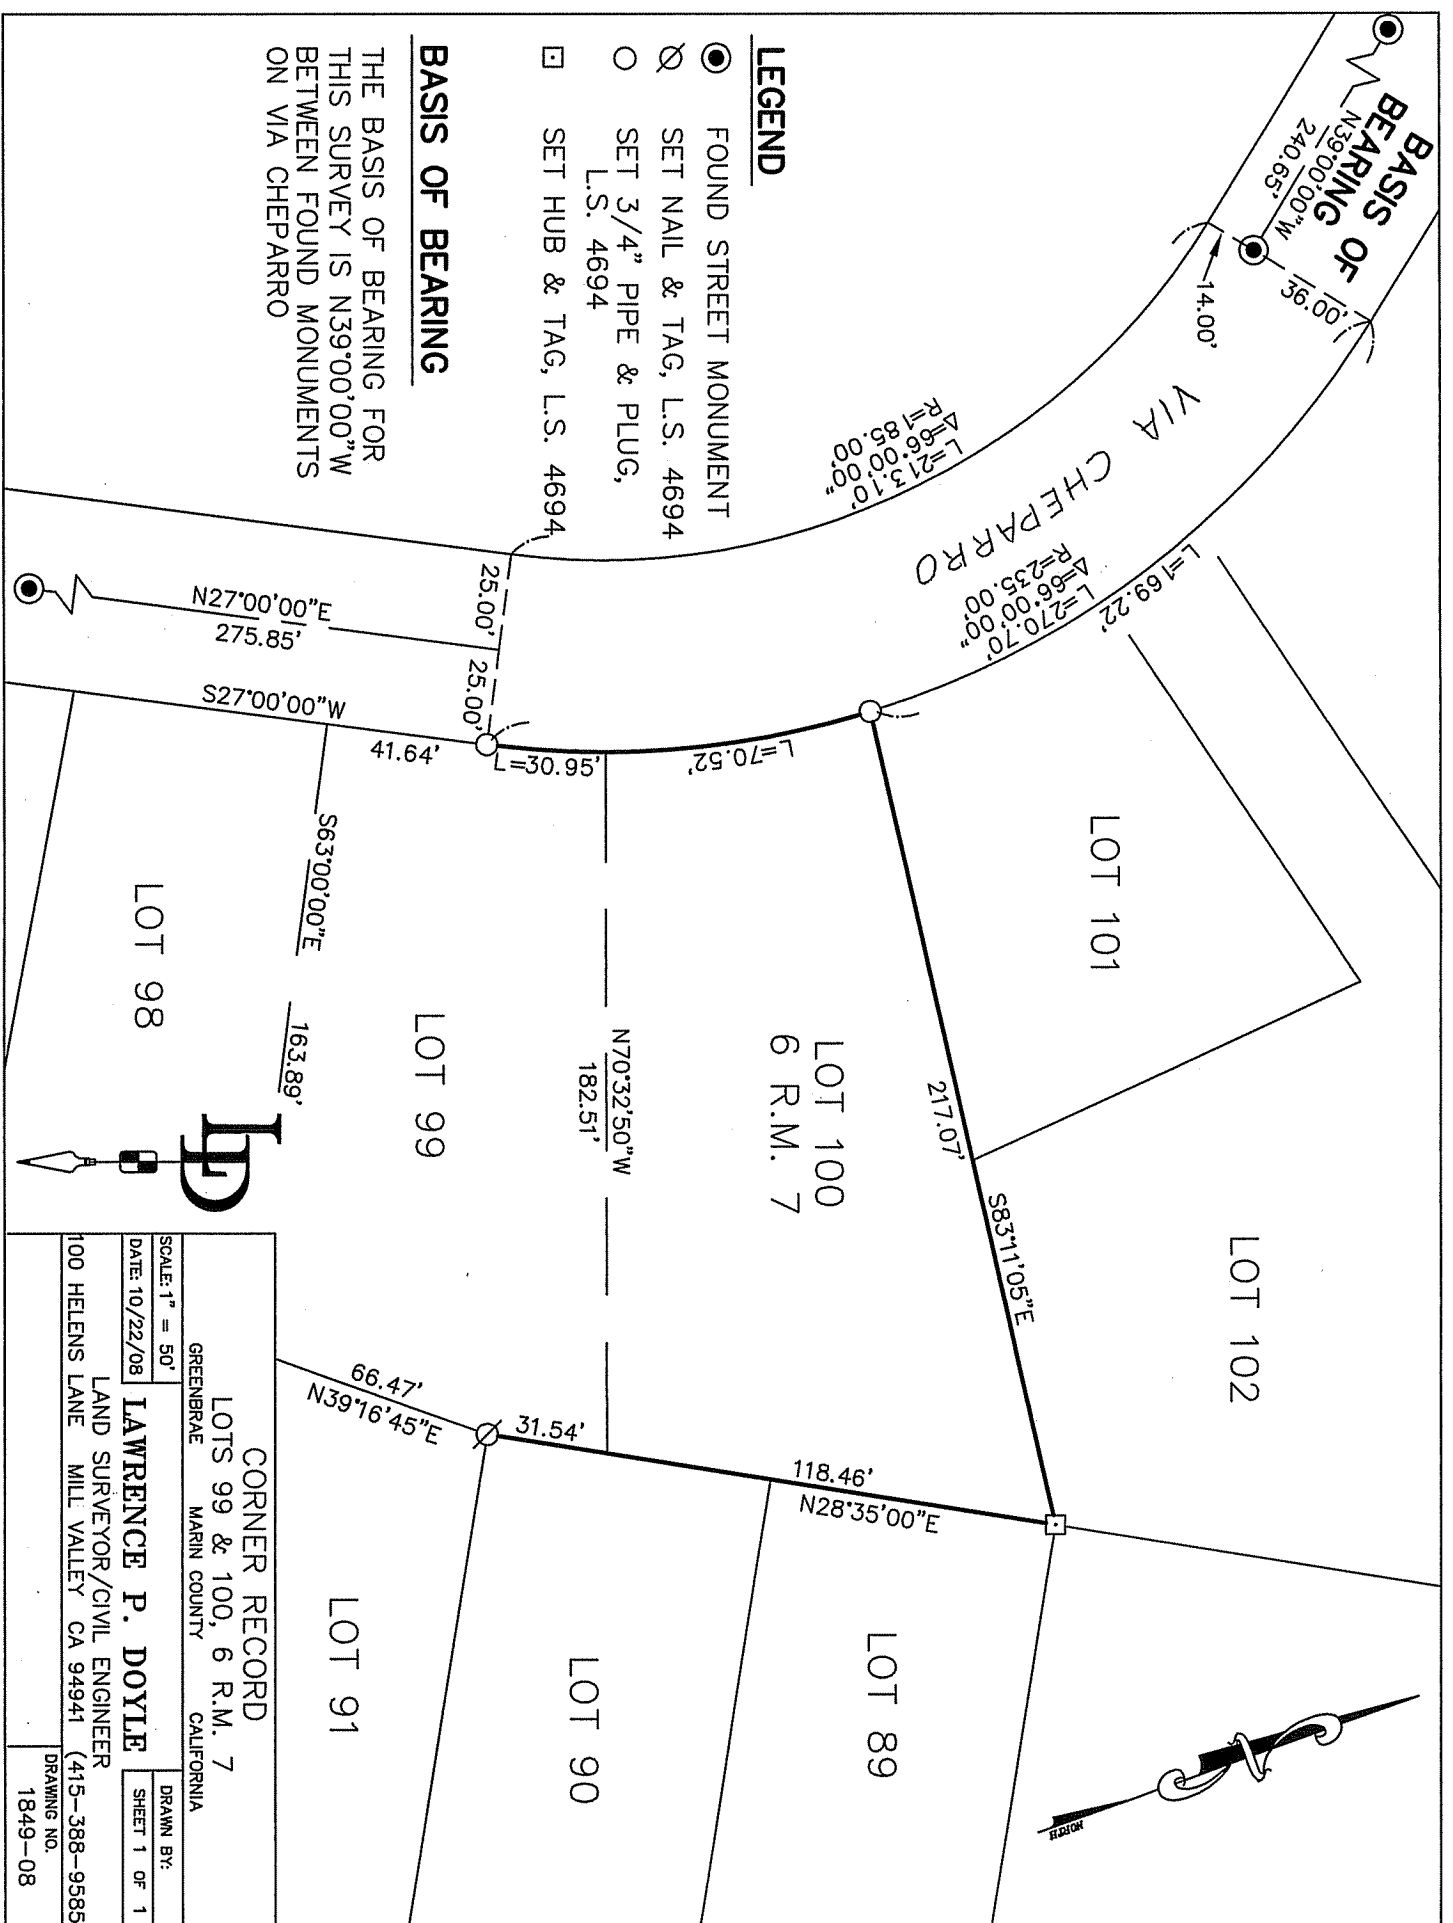 BASIS OF
BEARING
N39°00'00"W
240.65'
36.00'
14.00'
VIA CHEPARRO
L=213.10'
Δ=66°00'00"
R=185.00'
L=169.22'
L=270.70'
Δ=66°00'00"
R=235.00'
LEGEND
FOUND STREET MONUMENT
SET NAIL & TAG, L.S. 4694
SET 3/4" PIPE & PLUG,
L.S. 4694
SET HUB & TAG, L.S. 4694
BASIS OF BEARING
THE BASIS OF BEARING FOR
THIS SURVEY IS N39°00'00"W
BETWEEN FOUND MONUMENTS
ON VIA CHEPARRO
25.00'
25.00'
N27°00'00"E
275.85'
S27°00'00"W
41.64'
L=30.95'
L=70.52'
LOT 101
LOT 102
LOT 100
6 R.M. 7
217.07'
S83°11'05"E
N70°32'50"W
182.51'
LOT 99
S63°00'00"E
163.89'
LOT 98
31.54'
118.46'
N28°35'00"E
66.47'
N39°16'45"E
LOT 89
LOT 90
LOT 91
NORTH
LPD
CORNER RECORD
LOTS 99 & 100, 6 R.M. 7
GREENBRAE MARIN COUNTY CALIFORNIA
SCALE: 1" = 50'
DATE: 10/22/08
LAWRENCE P. DOYLE
DRAWN BY:
SHEET 1 OF 1
LAND SURVEYOR/CIVIL ENGINEER
100 HELENS LANE MILL VALLEY CA 94941 (415-388-9585
DRAWING NO.
1849-08